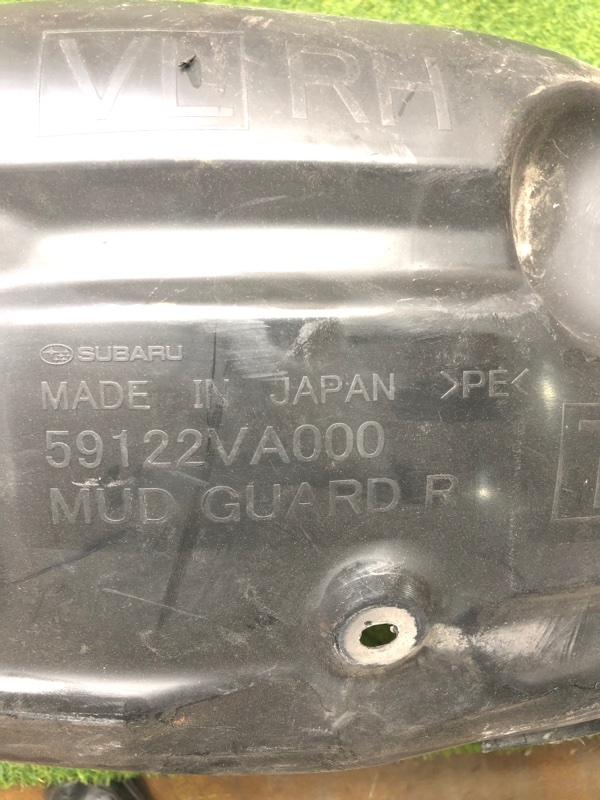 VL RH
SUBARU
MADE IN JAPAN >PE<
59122VA000
MUD GUARD R